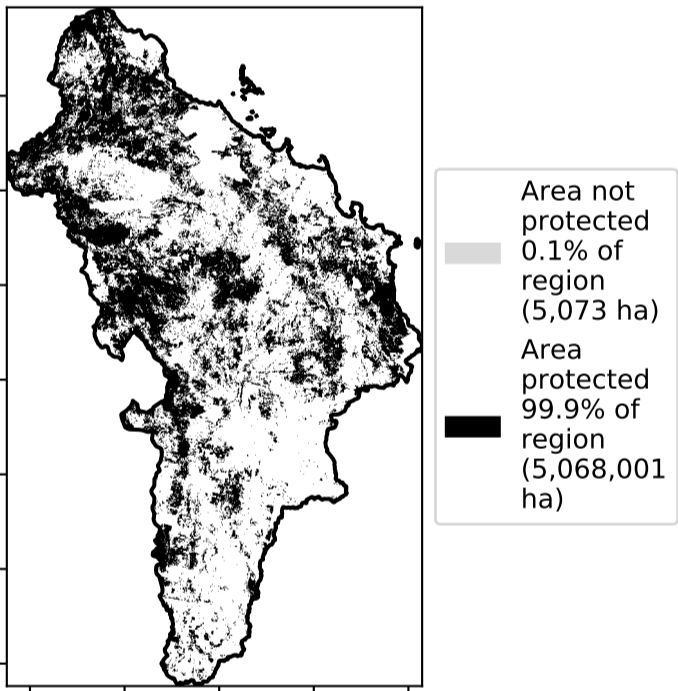 Area not
protected
0.1% of
region
(5,073 ha)
Area
protected
99.9% of
region
(5,068,001
ha)